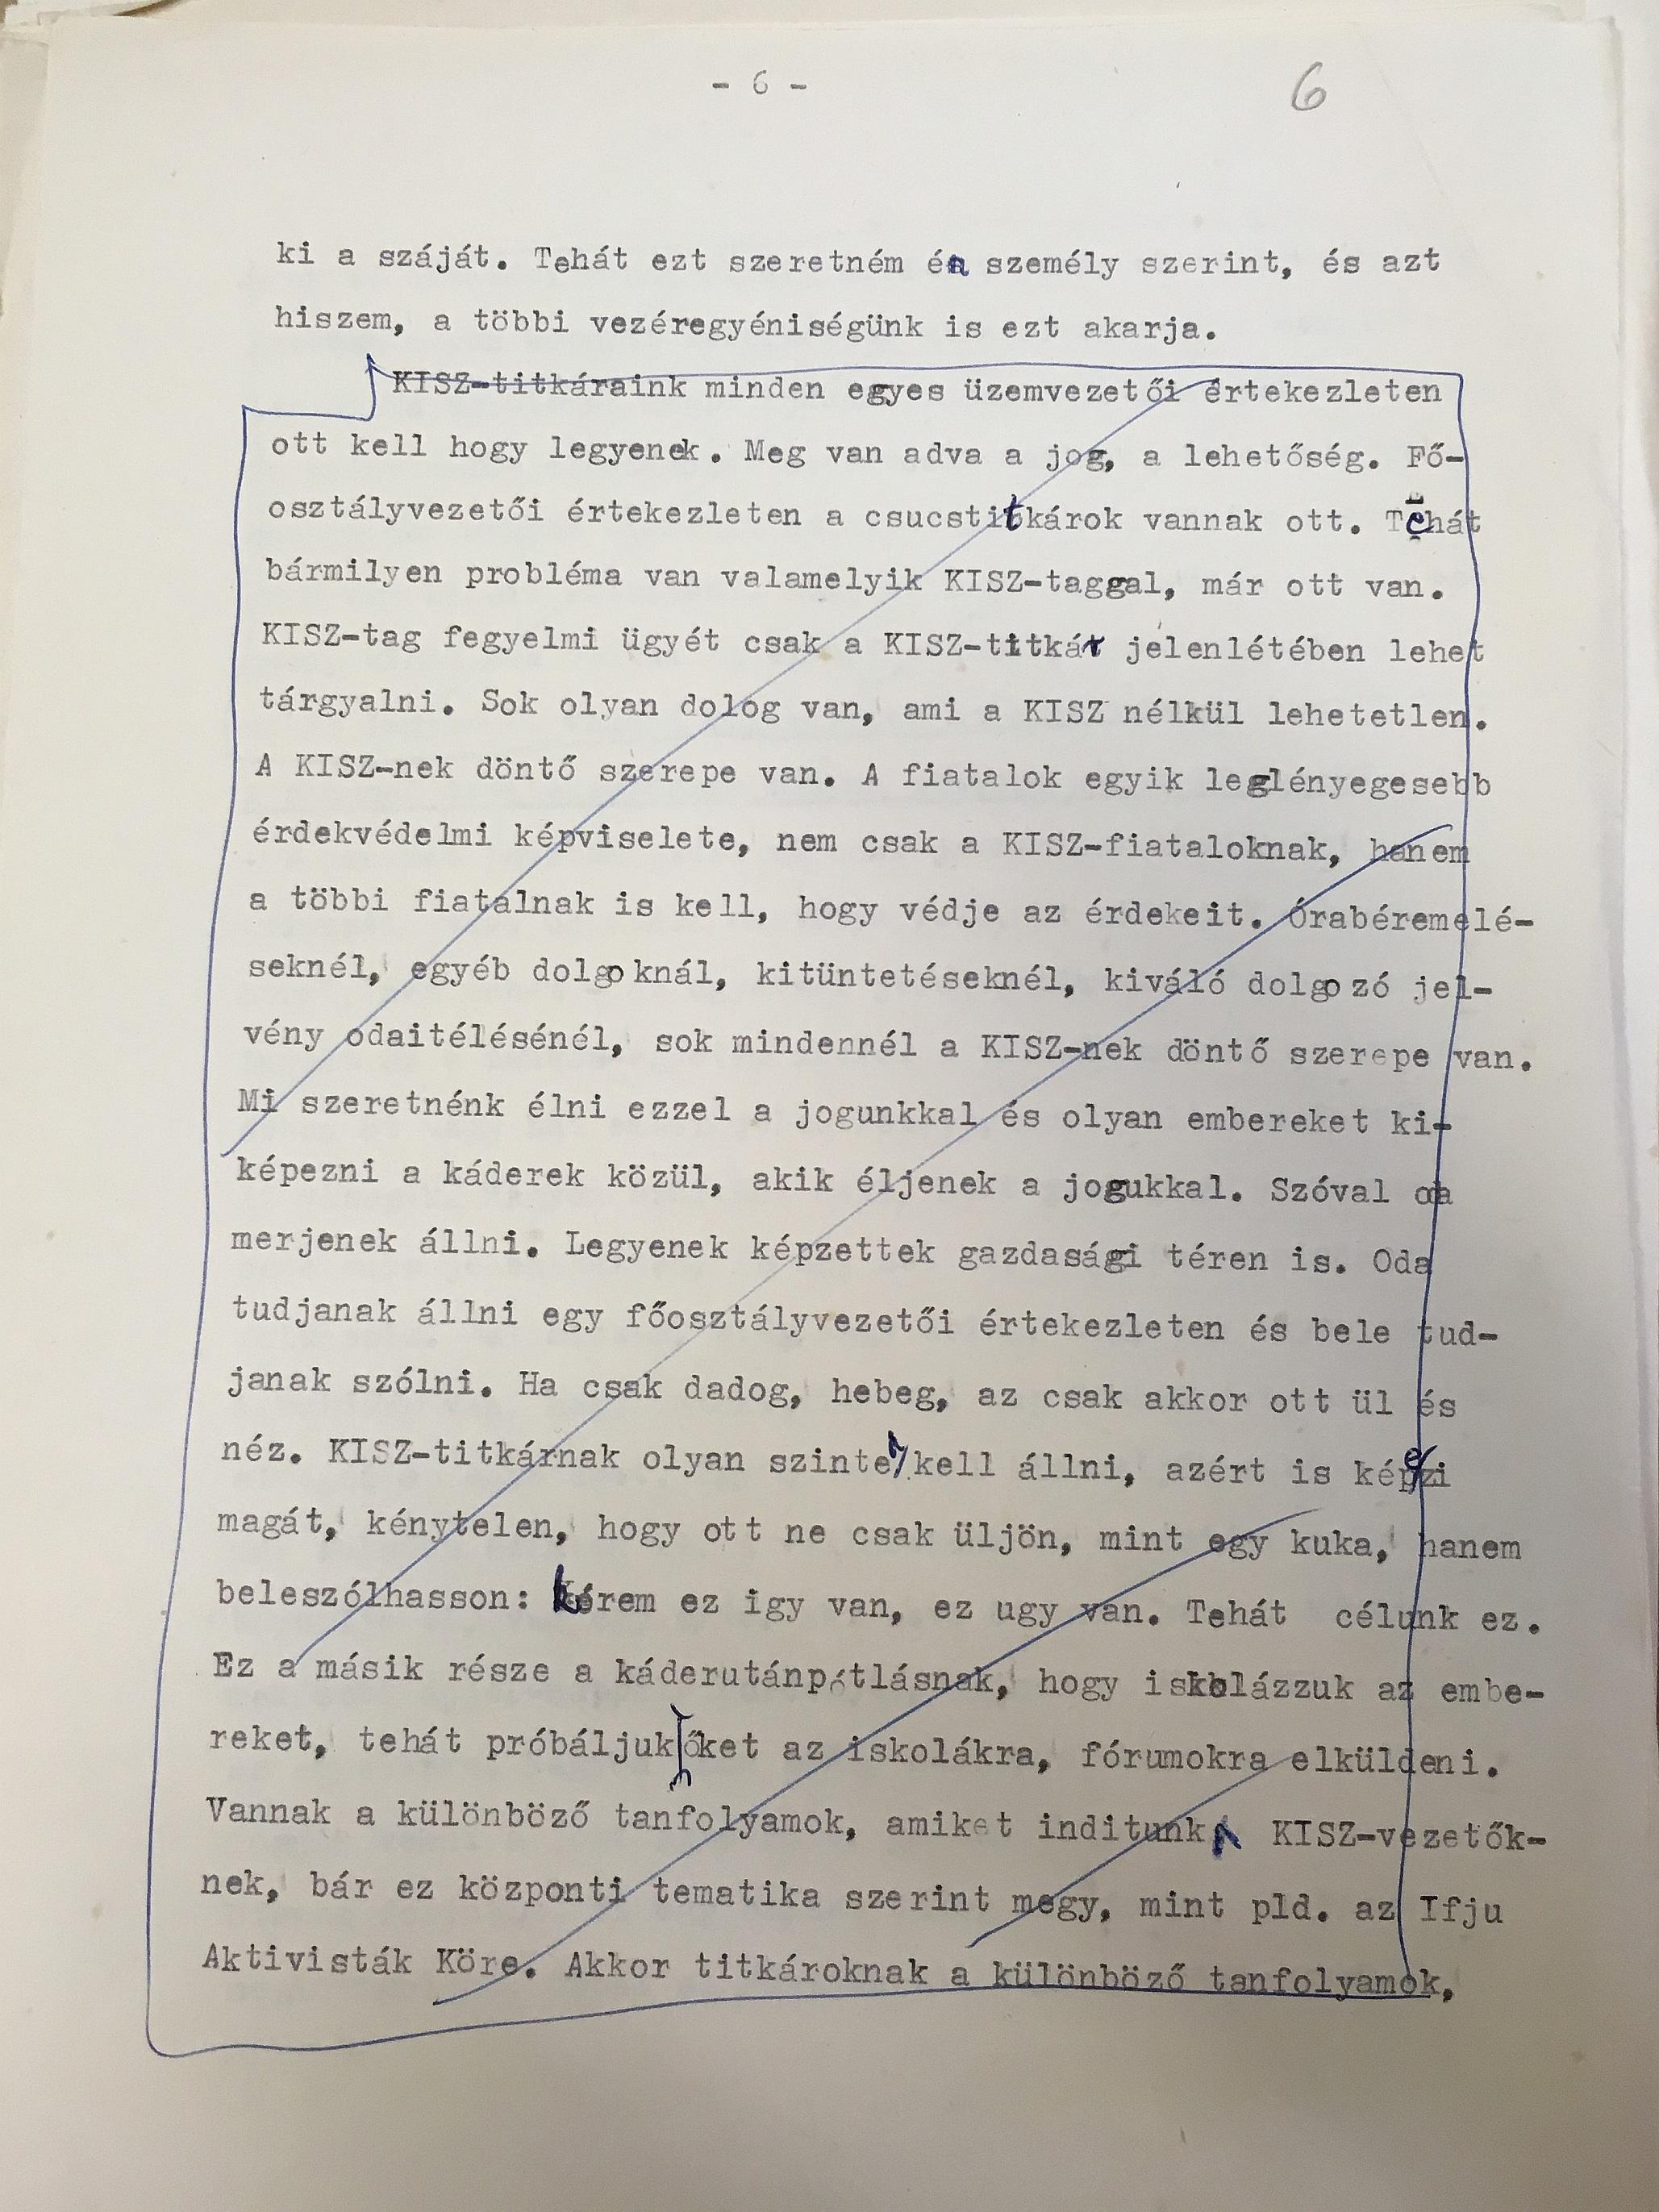 - 6 -
6
ki a száját. Tehát ezt szeretném én személy szerint, és azt
hiszem, a többi vezéregyéniségünk is ezt akarja.
KISZ-titkáraink minden egyes üzemvezetői értekezleten
ott kell hogy legyenek. Meg van adva a jog, a lehetőség. Fő-
osztályvezetői értekezleten a csucstitkárok vannak ott. Tehát
bármilyen probléma van valamelyik KISZ-taggal, már ott van.
KISZ-tag fegyelmi ügyét csak a KISZ-titkár jelenlétében lehet
tárgyalni. Sok olyan dolog van, ami a KISZ nélkül lehetetlen.
A KISZ-nek döntő szerepe van. A fiatalok egyik leglényegesebb
érdekvédelmi képviselete, nem csak a KISZ-fiataloknak, hanem
a többi fiatalnak is kell, hogy védje az érdekeit. Órabéremelé-
seknél, egyéb dolgoknál, kitüntetéseknél, kiváló dolgozó jel-
vény odaitélésénél, sok mindennél a KISZ-nek döntő szerepe van.
Mi szeretnénk élni ezzel a jogunkkal és olyan embereket ki-
képezni a káderek közül, akik éljenek a jogukkal. Szóval oda
merjenek állni. Legyenek képzettek gazdasági téren is. Oda
tudjanak állni egy főosztályvezetői értekezleten és bele tud-
janak szólni. Ha csak dadog, hebeg, az csak akkor ott ül és
néz. KISZ-titkárnak olyan szinten kell állni, azért is képezi
magát, kénytelen, hogy ott ne csak üljön, mint egy kuka, hanem
beleszólhasson: kérem ez igy van, ez ugy van. Tehát célunk ez.
Ez a másik része a káderutánpótlásnak, hogy iskolázzuk az embe-
reket, tehát próbáljuk őket az iskolákra, fórumokra elküldeni.
Vannak a különböző tanfolyamok, amiket inditunk KISZ-vezetők-
nek, bár ez központi tematika szerint megy, mint pld. az Ifju
Aktivisták Köre. Akkor titkároknak a különböző tanfolyamok,